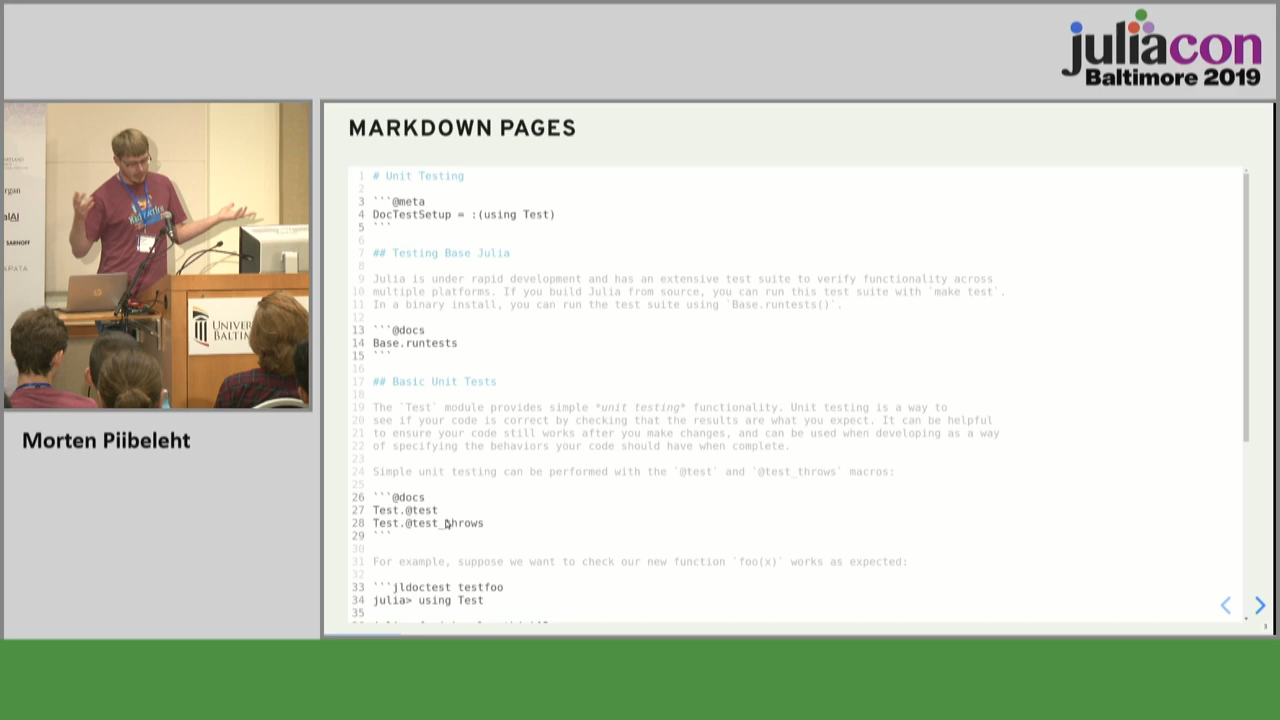 juliacon
Baltimore 2019
MARKDOWN PAGES
1 # Unit Testing
2
3 ```@meta
4 DocTestSetup = :(using Test)
5 ```
6
7 ## Testing Base Julia
8
9 Julia is under rapid development and has an extensive test suite to verify functionality across
10 multiple platforms. If you build Julia from source, you can run this test suite with `make test`.
11 In a binary install, you can run the test suite using `Base.runtests()`.
12
13 ```@docs
14 Base.runtests
15 ```
16
17 ## Basic Unit Tests
18
19 The `Test` module provides simple *unit testing* functionality. Unit testing is a way to
20 see if your code is correct by checking that the results are what you expect. It can be helpful
21 to ensure your code still works after you make changes, and can be used when developing as a way
22 of specifying the behaviors your code should have when complete.
23
24 Simple unit testing can be performed with the `@test` and `@test_throws` macros:
25
26 ```@docs
27 Test.@test
28 Test.@test_throws
29 ```
30
31 For example, suppose we want to check our new function `foo(x)` works as expected:
32
33 ```jldoctest testfoo
34 julia> using Test
35
3
SARNOFF
UNIVER
BALTIM
Morten Piibeleht